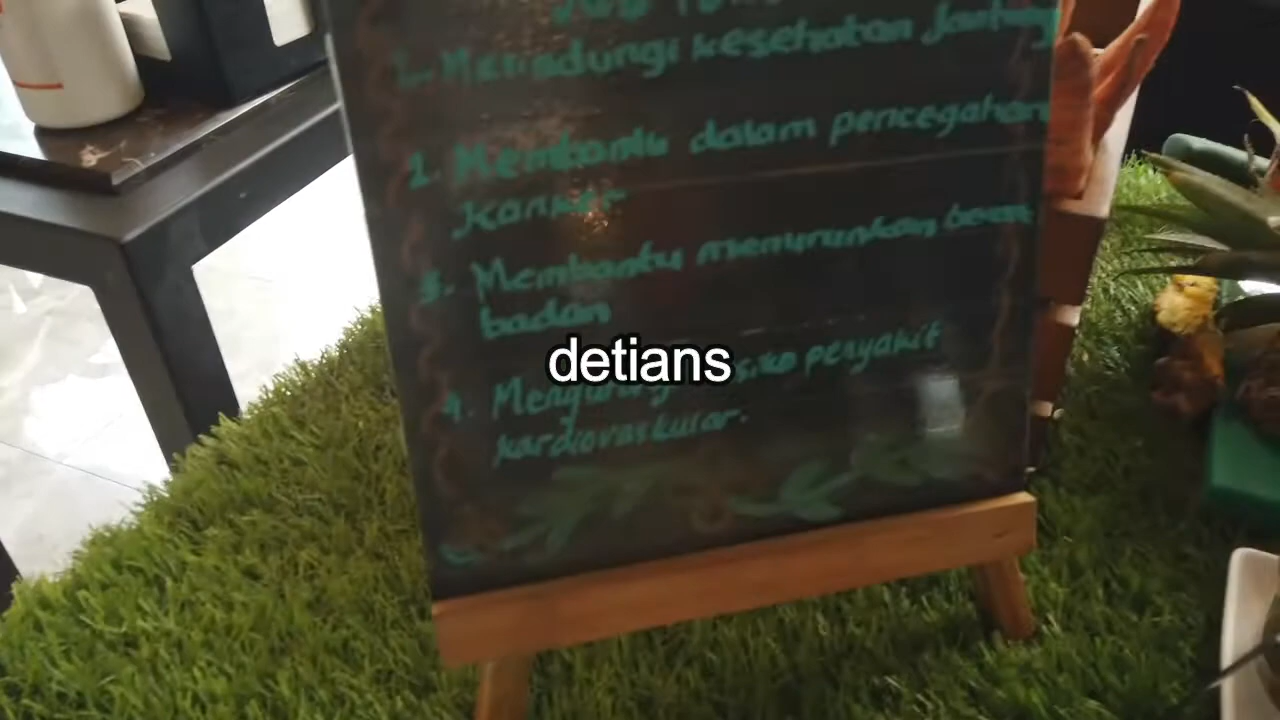 1. Melindungi kesehatan Jantung
2. Membantu dalam pencegahan
Kanker
3. Membantu menurunkan berat
badan
detians
4. penyakit
kardiovaskular.